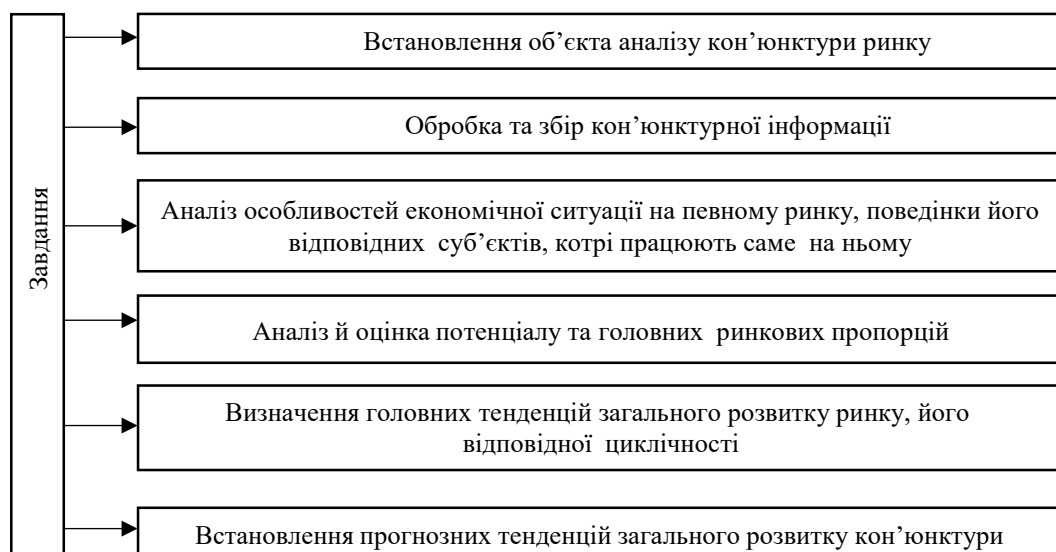 Завдання
Встановлення об’єкта аналізу кон’юнктури ринку
Обробка та збір кон’юнктурної інформації
Аналіз особливостей економічної ситуації на певному ринку, поведінки його
відповідних суб’єктів, котрі працюють саме на ньому
Аналіз й оцінка потенціалу та головних ринкових пропорцій
Визначення головних тенденцій загального розвитку ринку, його
відповідної циклічності
Встановлення прогнозних тенденцій загального розвитку кон’юнктури